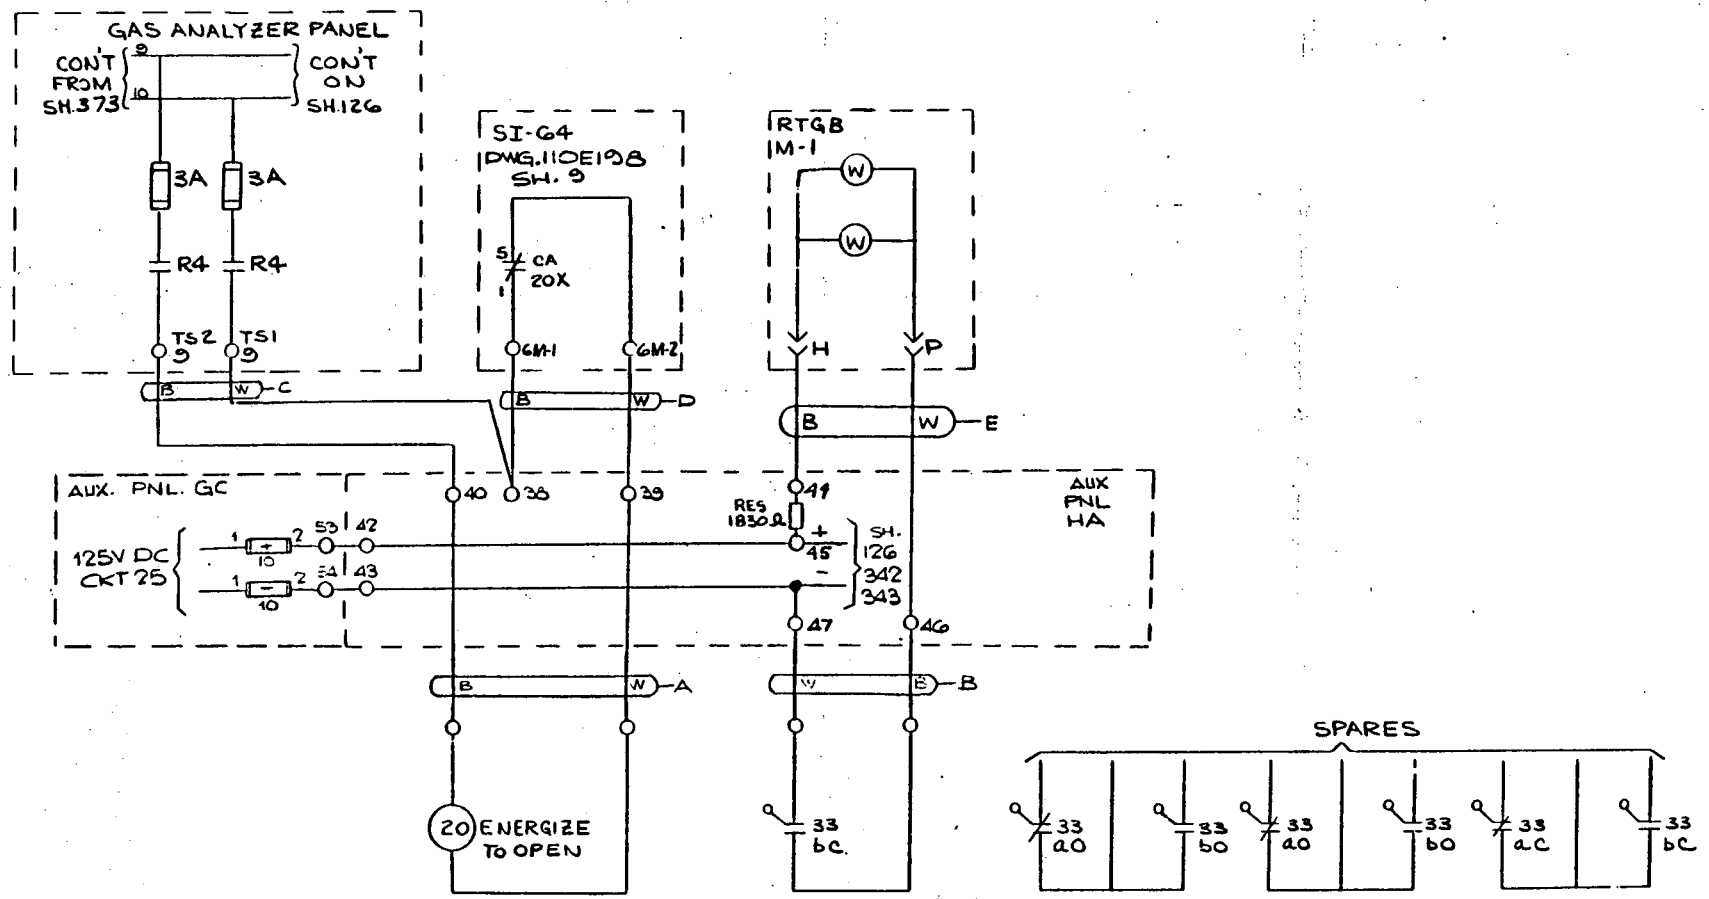 GAS ANALYZER PANEL
CON'T
FROM
SH.373
9
10
CON'T
ON
SH.126
3A
3A
R4
R4
TS2
9
TS1
9
B
W
C
SI-64
DWG.110E198
SH. 9
5
1
CA
20X
6M-1
6M-2
B
W
D
RTGB
M-1
W
W
H
P
B
W
E
AUX. PNL. GC
125V DC
CKT 25
1
+
10
2
53
42
1
-
10
2
54
43
40
38
39
RES
1830Ω
44
+
45
-
SH.
126
342
343
47
46
AUX
PNL
HA
B
W
A
W
B
B
20
ENERGIZE
TO OPEN
33
bC.
SPARES
33
aO
33
bO
33
aO
33
bO
33
aC
33
bC